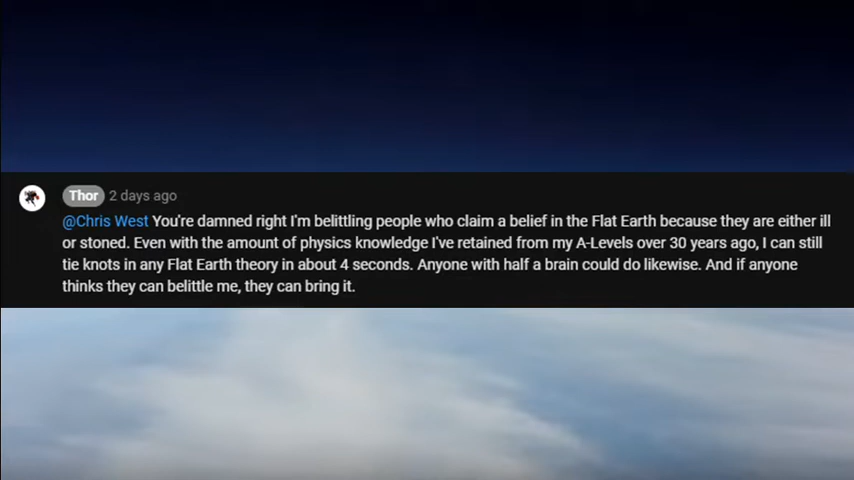 Thor 2 days ago
@Chris West You're damned right I'm belittling people who claim a belief in the Flat Earth because they are either ill
or stoned. Even with the amount of physics knowledge I've retained from my A-Levels over 30 years ago, I can still
tie knots in any Flat Earth theory in about 4 seconds. Anyone with half a brain could do likewise. And if anyone
thinks they can belittle me, they can bring it.